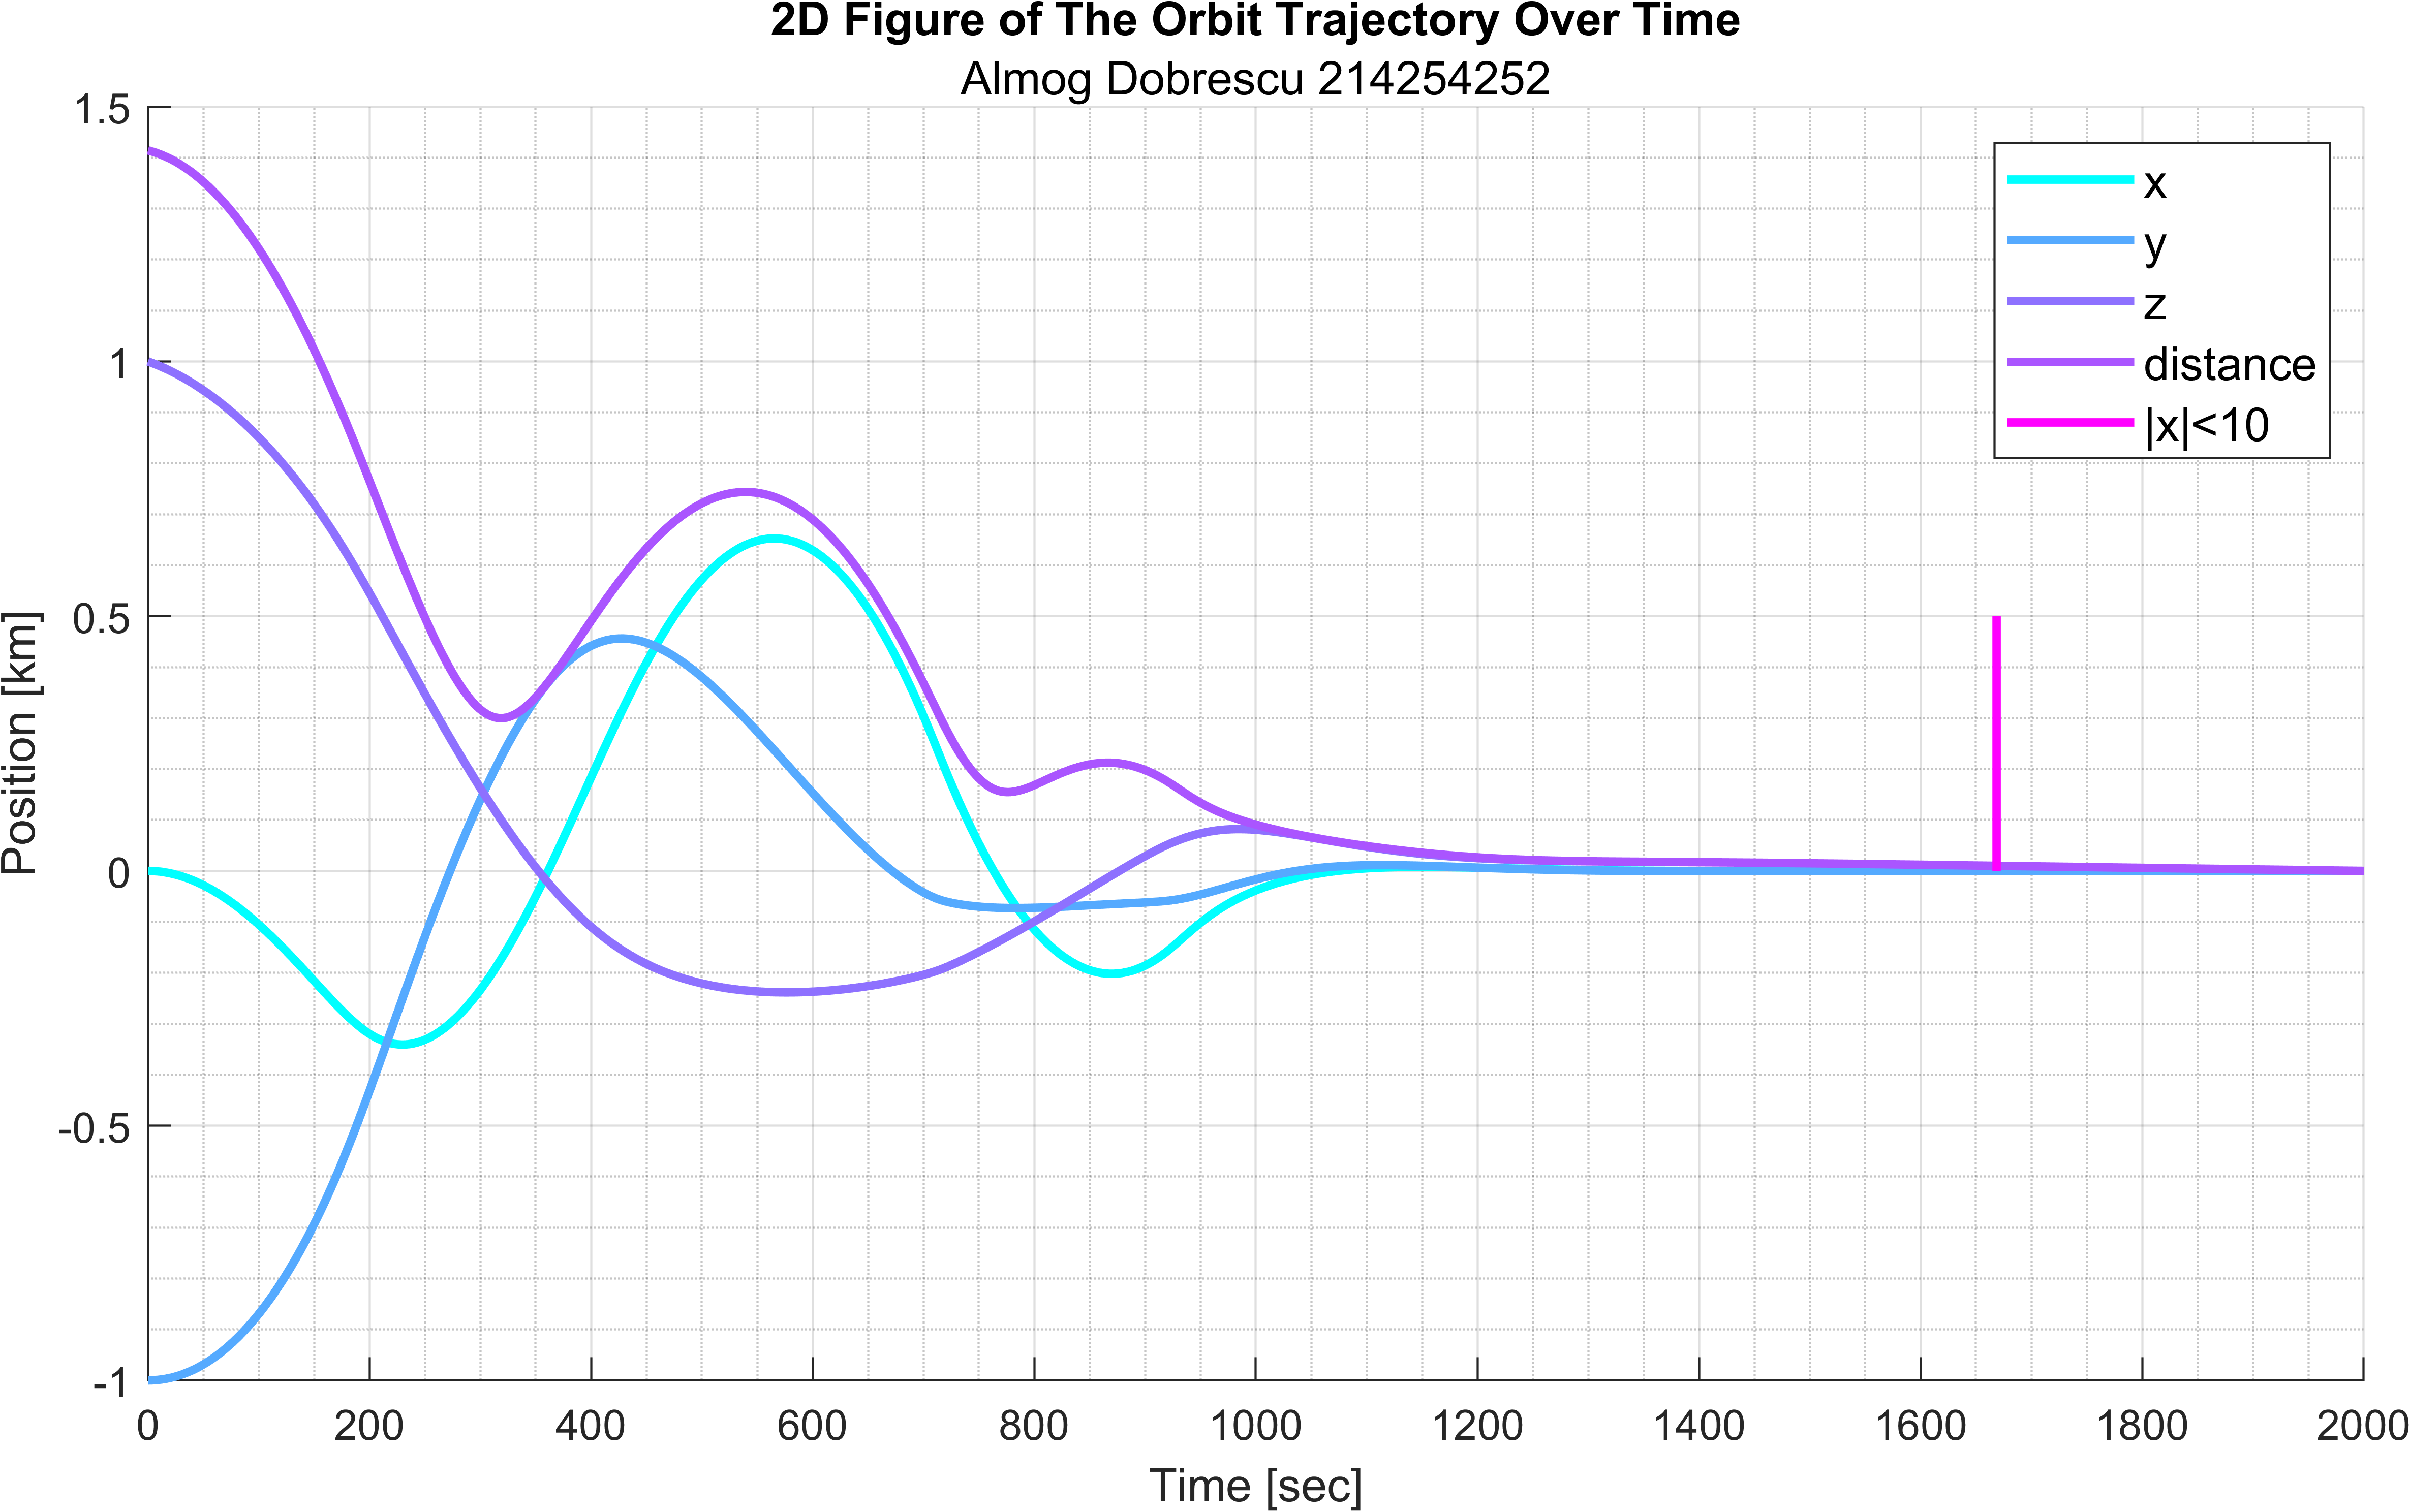 2D Figure of The Orbit Trajectory Over Time
Almog Dobrescu 214254252
1.5
1
0.5
0
-0.5
-1
Position [km]
x
y
z
distance
|x|<10
0 200 400 600 800 1000 1200 1400 1600 1800 2000
Time [sec]